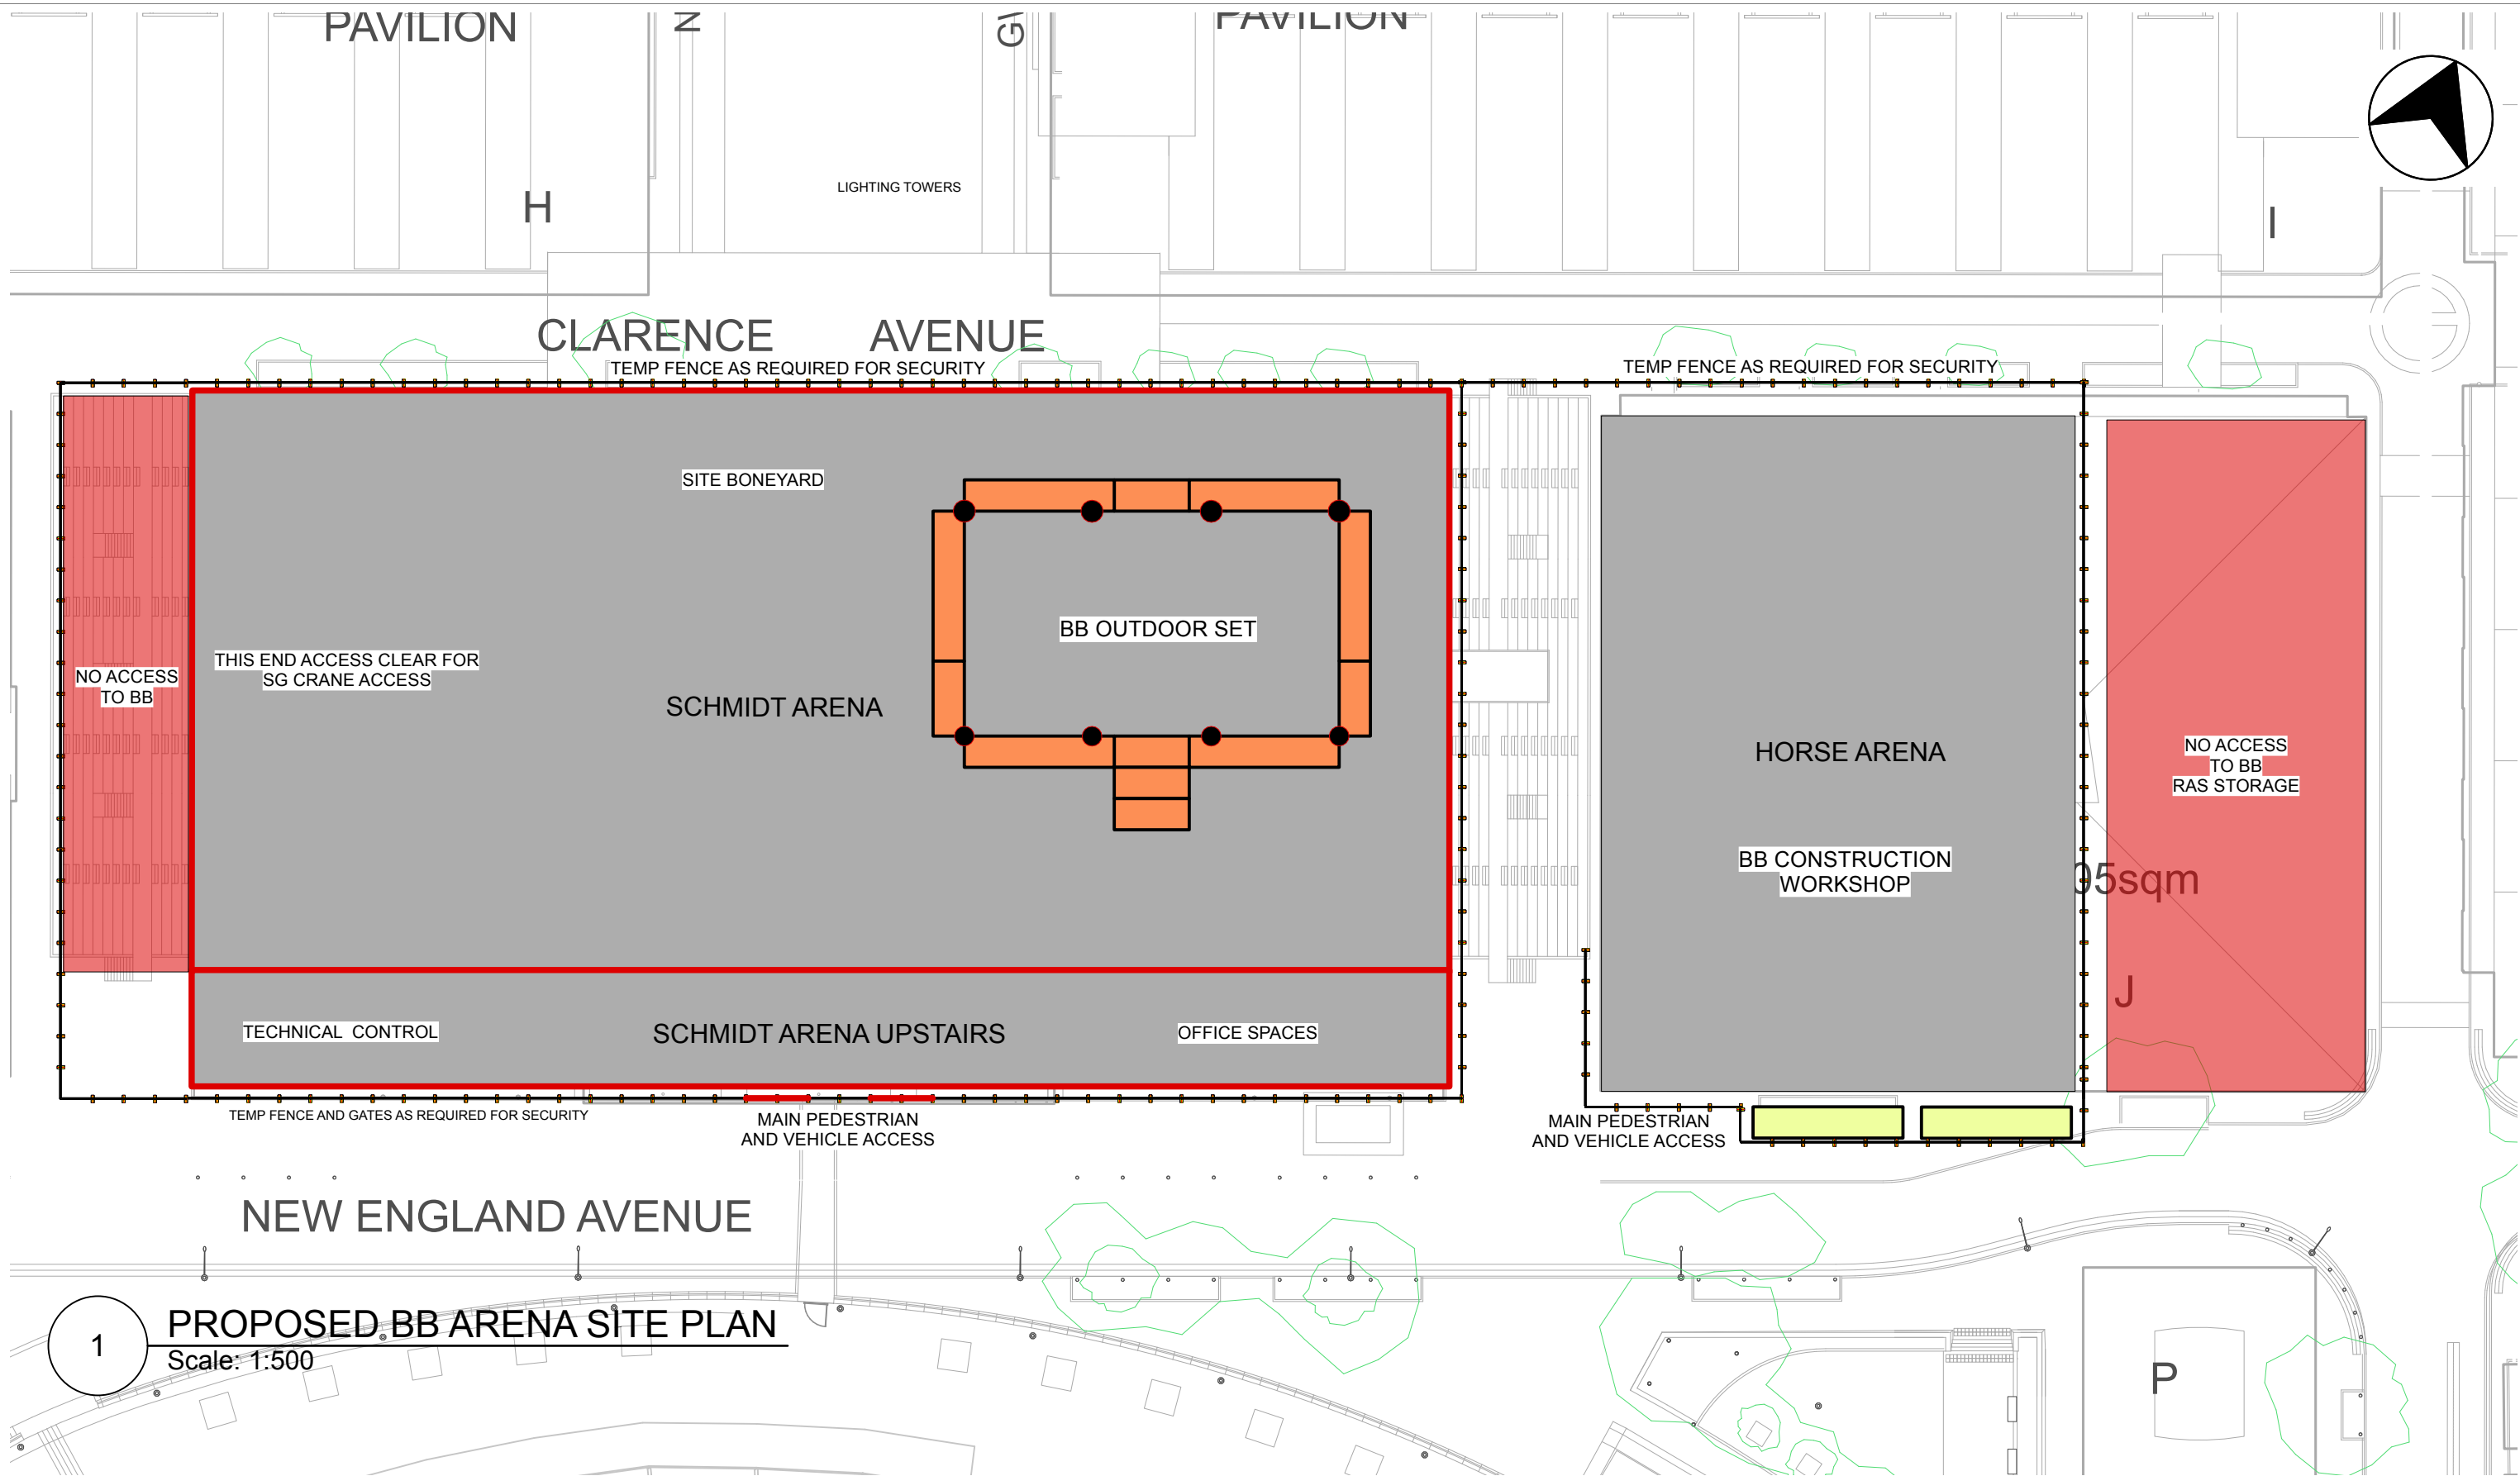 PAVILION
N
PAVILION
LIGHTING TOWERS
H
I
CLARENCE AVENUE
TEMP FENCE AS REQUIRED FOR SECURITY
TEMP FENCE AS REQUIRED FOR SECURITY
SITE BONEYARD
BB OUTDOOR SET
THIS END ACCESS CLEAR FOR
SG CRANE ACCESS
NO ACCESS
TO BB
SCHMIDT ARENA
HORSE ARENA
NO ACCESS
TO BB
RAS STORAGE
BB CONSTRUCTION
WORKSHOP
95sqm
J
TECHNICAL CONTROL
SCHMIDT ARENA UPSTAIRS
OFFICE SPACES
TEMP FENCE AND GATES AS REQUIRED FOR SECURITY
MAIN PEDESTRIAN
AND VEHICLE ACCESS
MAIN PEDESTRIAN
AND VEHICLE ACCESS
NEW ENGLAND AVENUE
1
PROPOSED BB ARENA SITE PLAN
Scale: 1:500
P